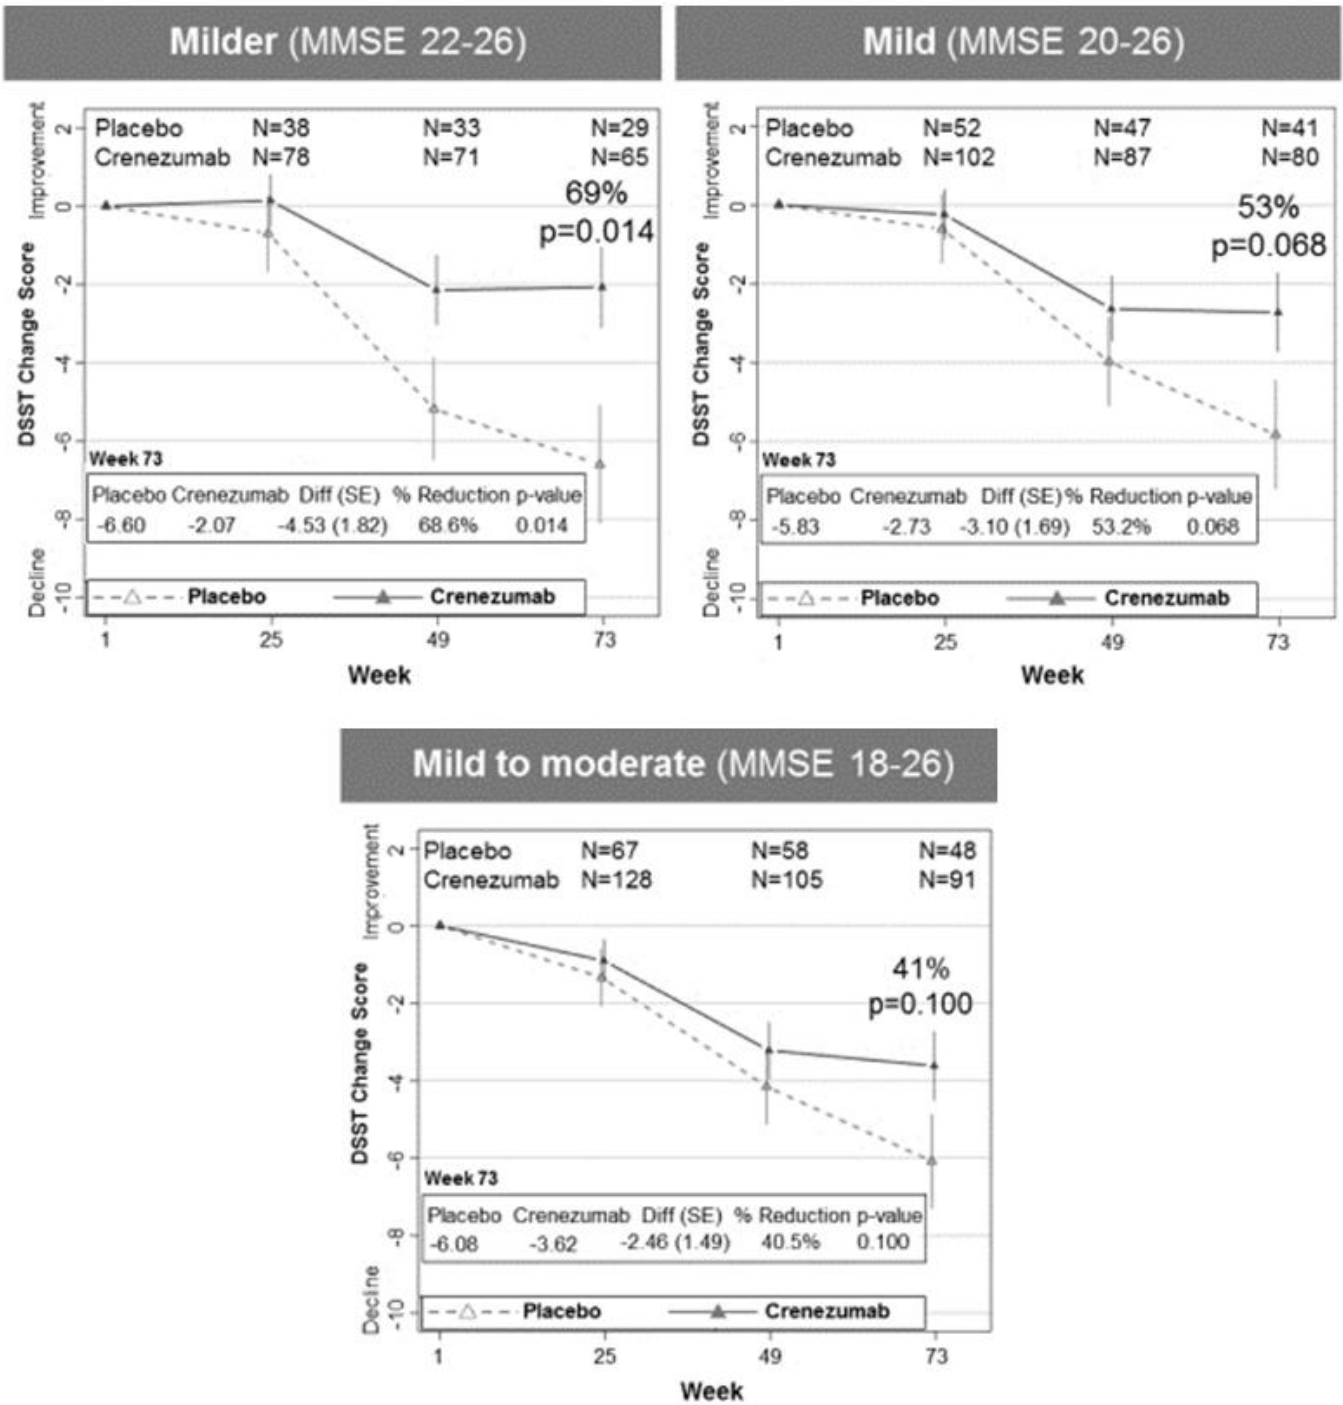 Milder (MMSE 22-26)
Improvement
Decline
DSST Change Score
2
0
-2
-4
-6
-8
-10
Placebo N=38 N=33 N=29
Crenezumab N=78 N=71 N=65
69%
p=0.014
Week 73
Placebo Crenezumab Diff (SE) % Reduction p-value
-6.60 -2.07 -4.53 (1.82) 68.6% 0.014
Placebo Crenezumab
1 25 49 73
Week
Mild (MMSE 20-26)
Improvement
Decline
DSST Change Score
2
0
-2
-4
-6
-8
-10
Placebo N=52 N=47 N=41
Crenezumab N=102 N=87 N=80
53%
p=0.068
Week 73
Placebo Crenezumab Diff (SE) % Reduction p-value
-5.83 -2.73 -3.10 (1.69) 53.2% 0.068
Placebo Crenezumab
1 25 49 73
Week
Mild to moderate (MMSE 18-26)
Improvement
Decline
DSST Change Score
2
0
-2
-4
-6
-8
-10
Placebo N=67 N=58 N=48
Crenezumab N=128 N=105 N=91
41%
p=0.100
Week 73
Placebo Crenezumab Diff (SE) % Reduction p-value
-6.08 -3.62 -2.46 (1.49) 40.5% 0.100
Placebo Crenezumab
1 25 49 73
Week